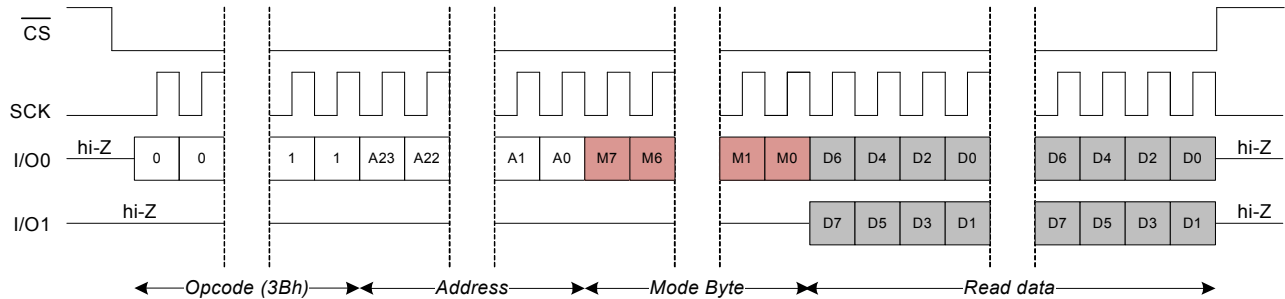 CS
SCK
I/O0 hi-Z 0 0 1 1 A23 A22 A1 A0 M7 M6 M1 M0 D6 D4 D2 D0 D6 D4 D2 D0 hi-Z
I/O1 hi-Z D7 D5 D3 D1 D7 D5 D3 D1 hi-Z
Opcode (3Bh) Address Mode Byte Read data